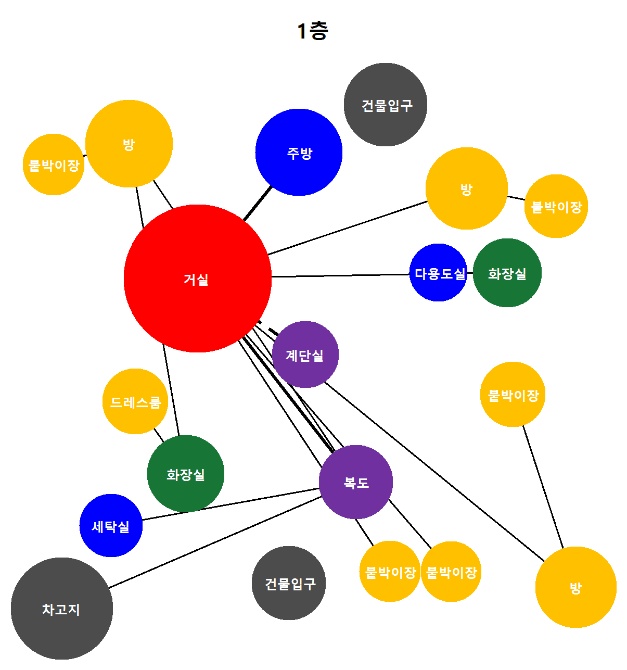 1층
건물입구
방
주방
붙박이장
방
붙박이장
거실
다용도실
화장실
계단실
드레스룸
붙박이장
화장실
복도
세탁실
건물입구
붙박이장
붙박이장
방
차고지